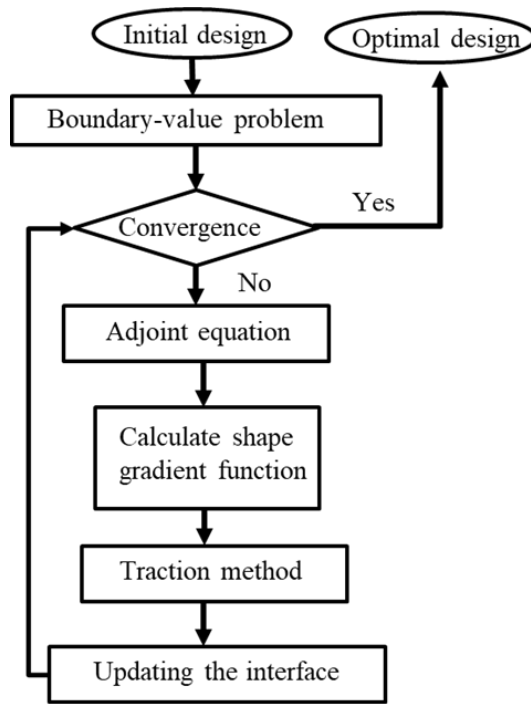 Initial design
Optimal design
Boundary-value problem
Convergence
Yes
No
Adjoint equation
Calculate shape
gradient function
Traction method
Updating the interface